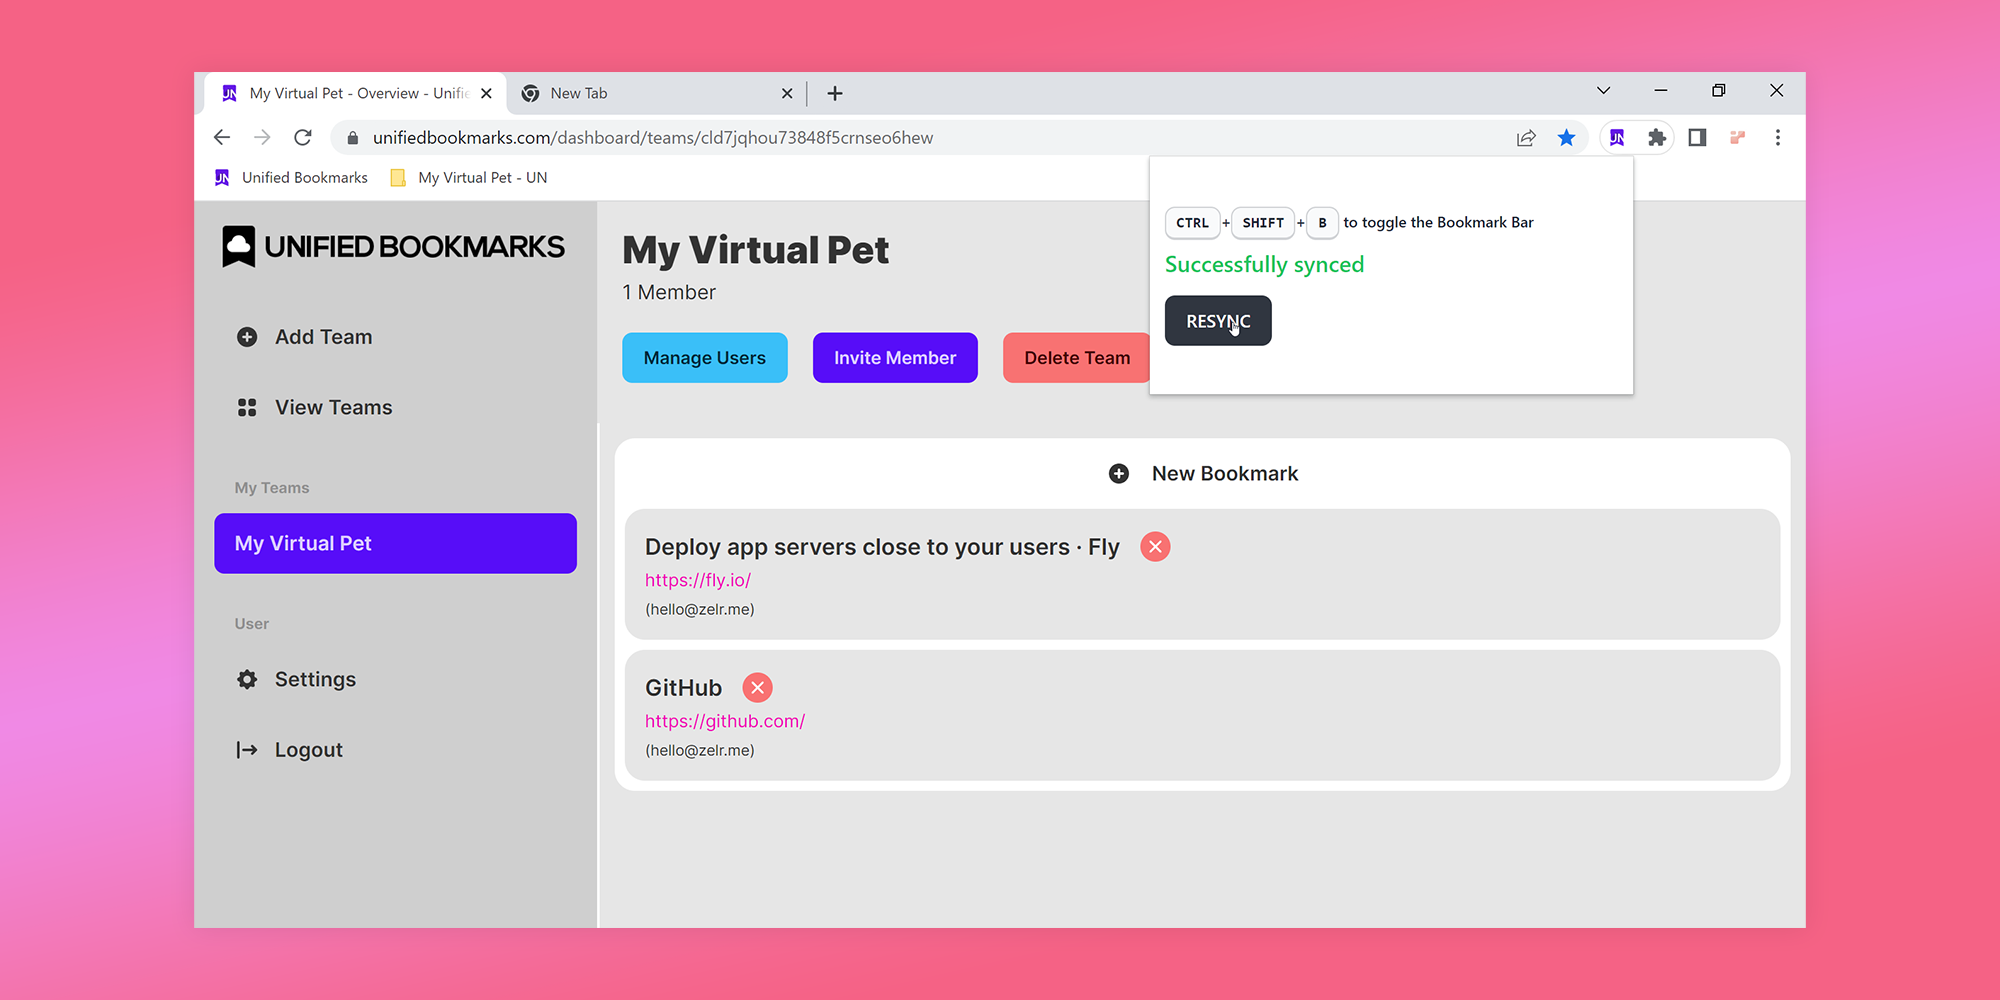 My Virtual Pet - Overview - Unifie
New Tab
unifiedbookmarks.com/dashboard/teams/cld7jqhou73848f5crnseo6hew
Unified Bookmarks
My Virtual Pet - UN
CTRL + SHIFT + B to toggle the Bookmark Bar
Successfully synced
RESYNC
UNIFIED BOOKMARKS
Add Team
View Teams
My Teams
My Virtual Pet
User
Settings
Logout
My Virtual Pet
1 Member
Manage Users
Invite Member
Delete Team
New Bookmark
Deploy app servers close to your users · Fly
https://fly.io/
(hello@zelr.me)
GitHub
https://github.com/
(hello@zelr.me)